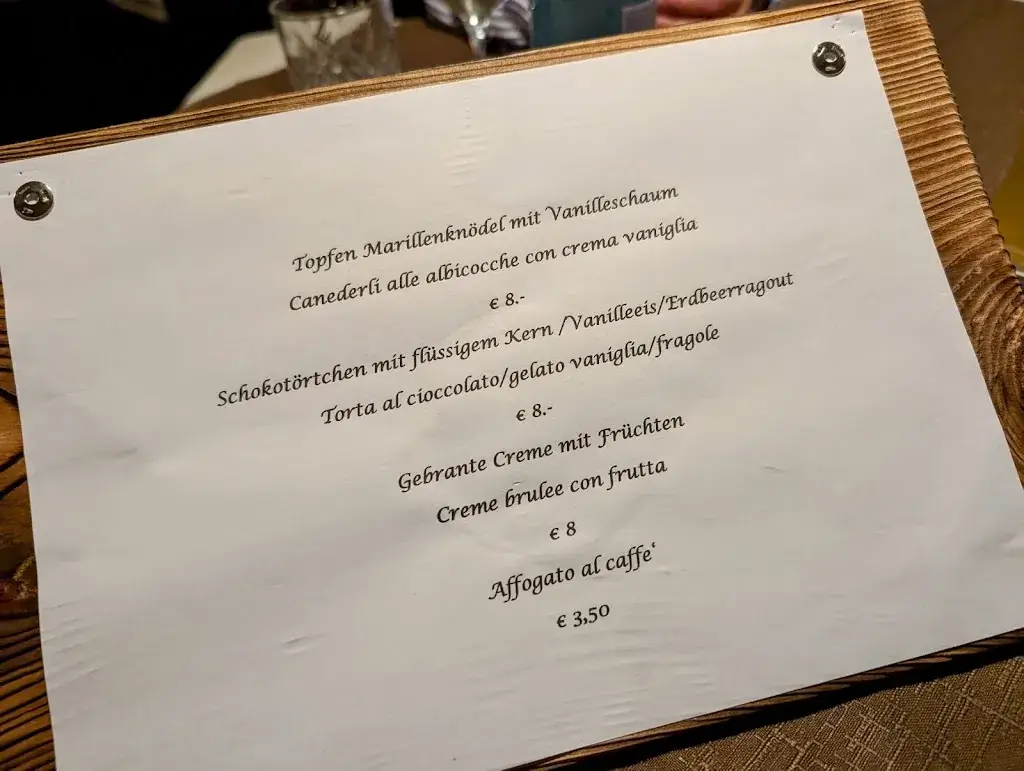 Topfen Marillenknödel mit Vanilleschaum
Canederli alle albicocche con crema vaniglia
€ 8.-
Schokotörtchen mit flüssigem Kern /Vanilleeis/Erdbeerragout
Torta al cioccolato/gelato vaniglia/fragole
€ 8.-
Gebrante Creme mit Früchten
Creme brulee con frutta
€ 8
Affogato al caffe‘
€ 3,50